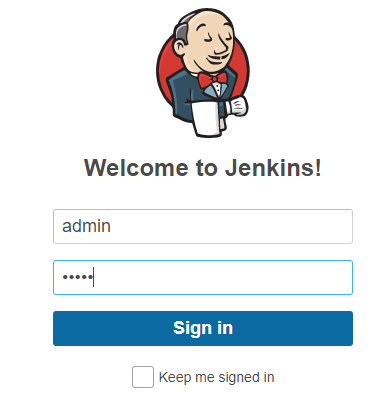 Welcome to Jenkins!
admin
•••••
Sign in
Keep me signed in